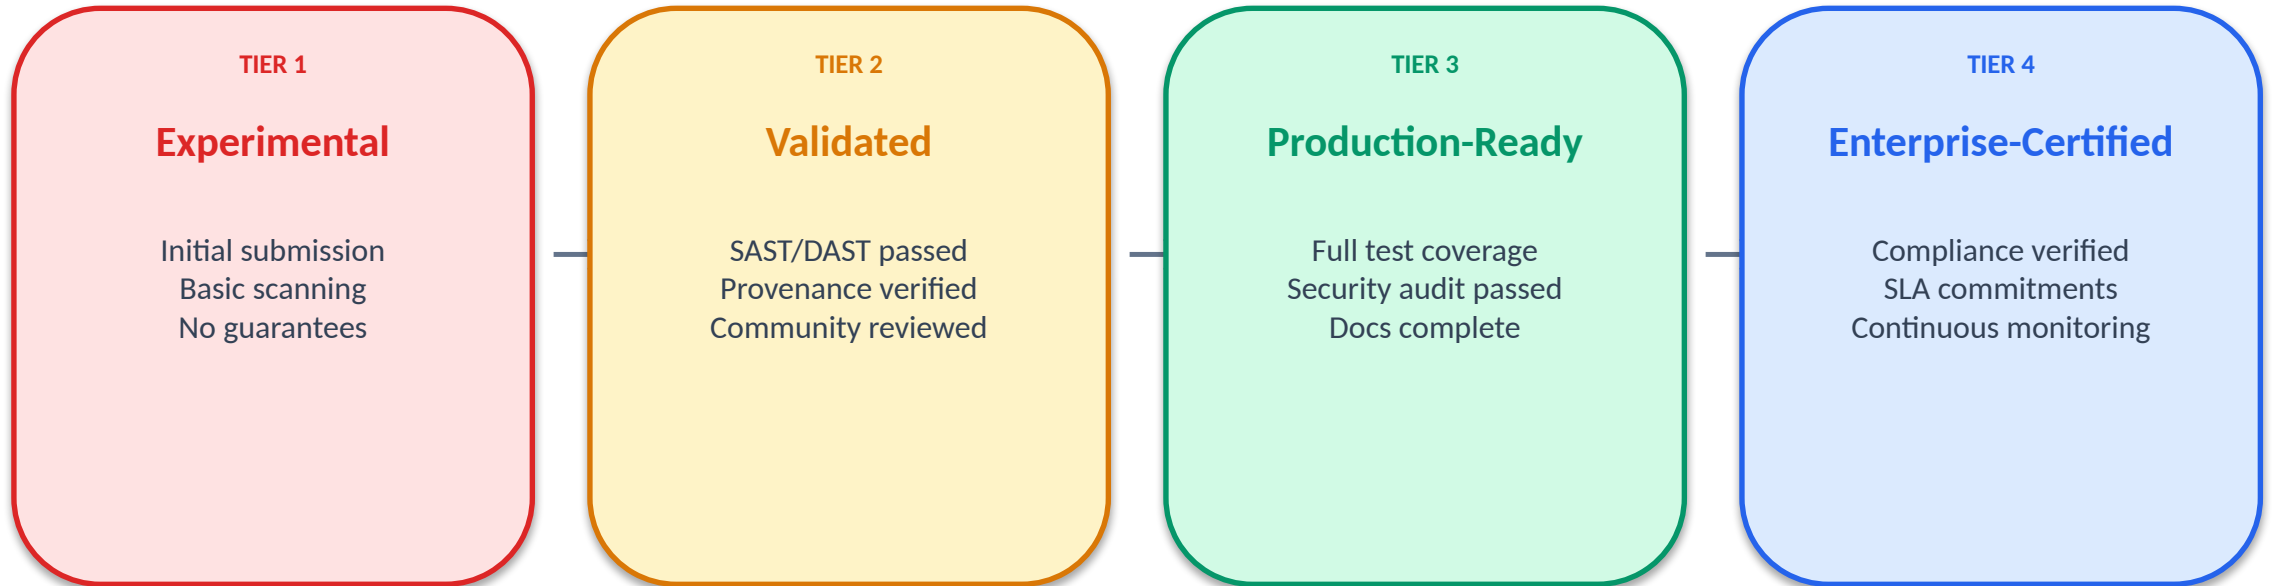 TIER 1
Experimental
Initial submission
Basic scanning
No guarantees
TIER 2
Validated
SAST/DAST passed
Provenance verified
Community reviewed
TIER 3
Production-Ready
Full test coverage
Security audit passed
Docs complete
TIER 4
Enterprise-Certified
Compliance verified
SLA commitments
Continuous monitoring